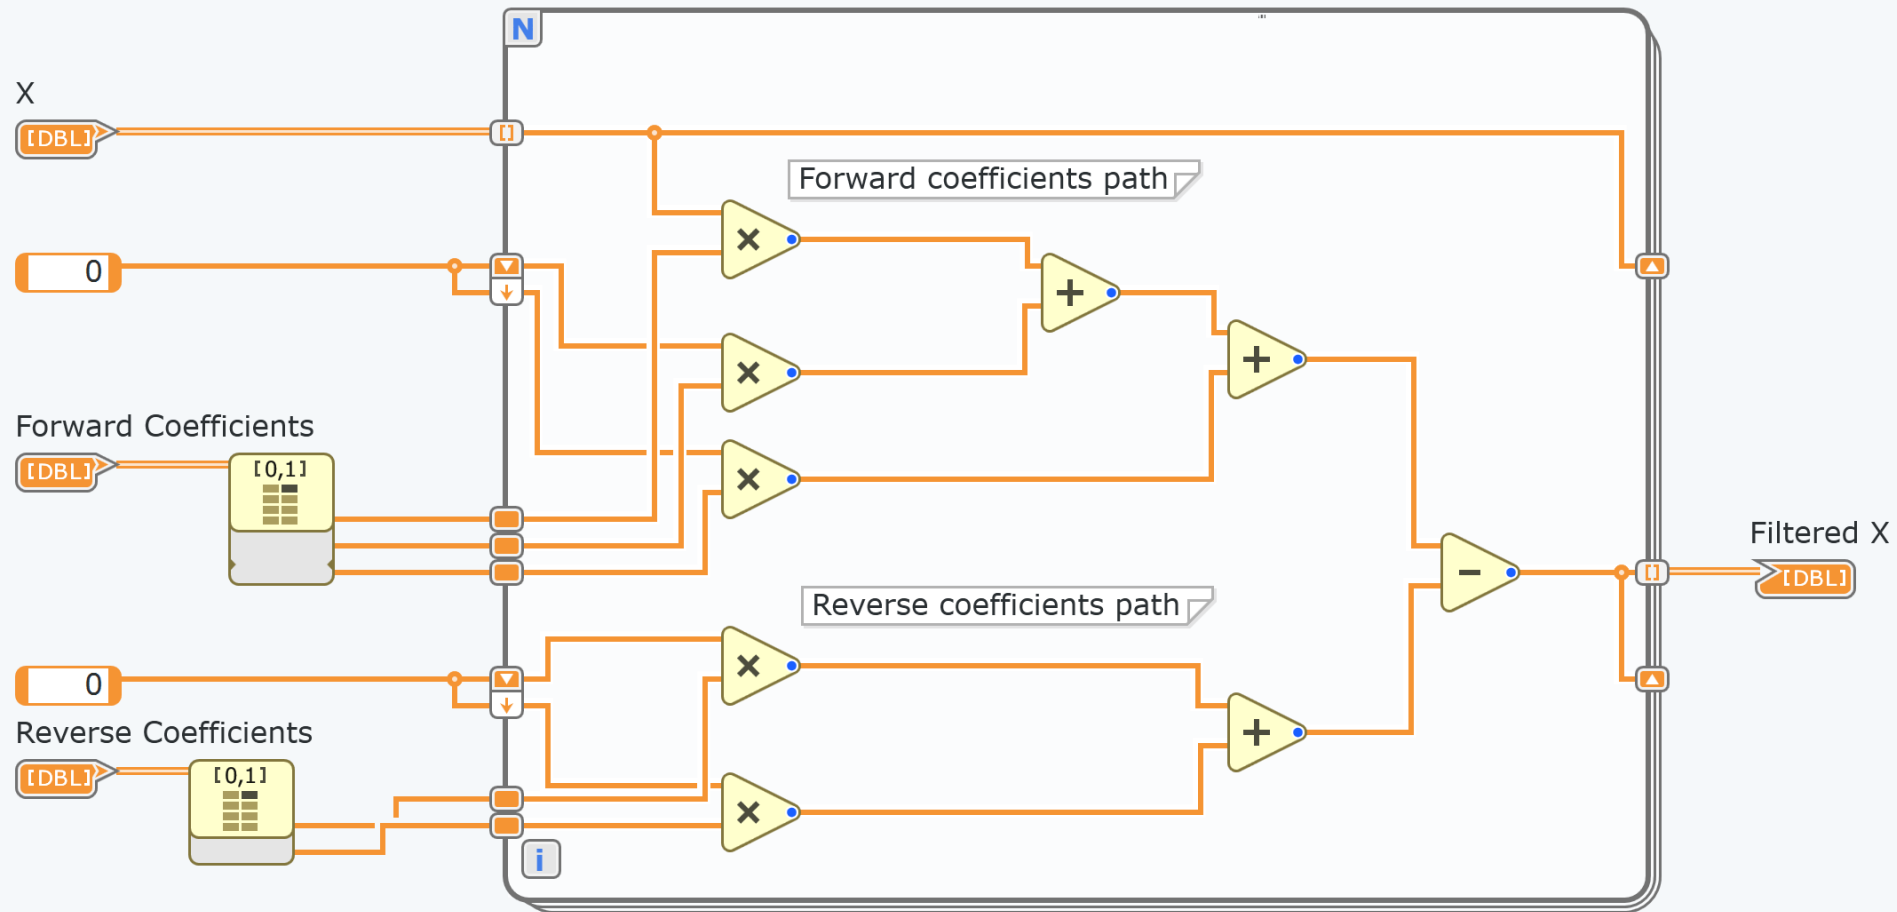 N
X
[DBL]
[]
Forward coefficients path
×
0
+
×
+
Forward Coefficients
[DBL]
[0,1]
×
Filtered X
−
[]
[DBL]
Reverse coefficients path
×
0
Reverse Coefficients
+
[DBL]
[0,1]
×
i